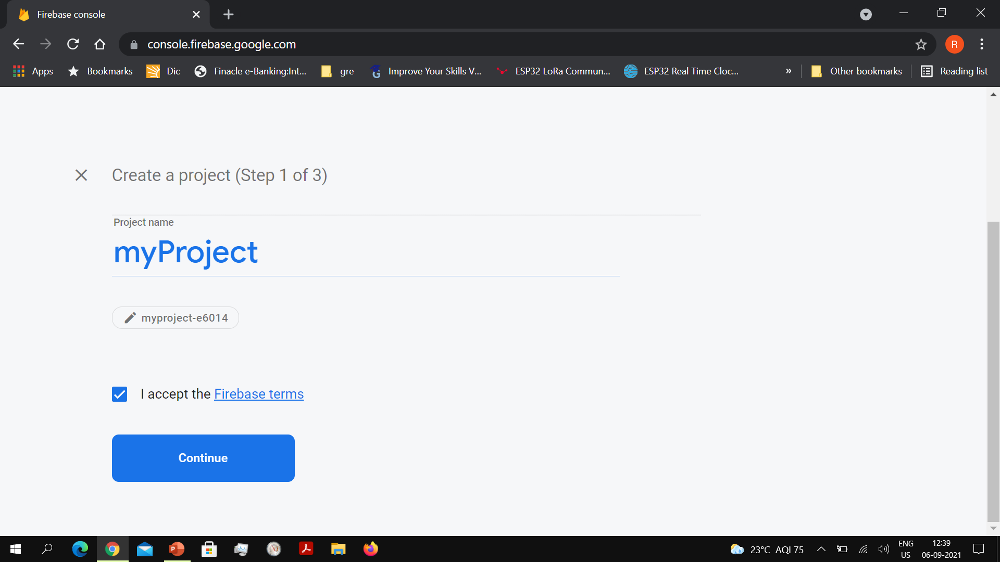 Firebase console
console.firebase.google.com
R
Apps
Bookmarks
Dic
Finacle e-Banking:Int...
gre
Improve Your Skills V...
ESP32 LoRa Commun...
ESP32 Real Time Cloc...
»
Other bookmarks
Reading list
Create a project (Step 1 of 3)
Project name
myProject
myproject-e6014
I accept the Firebase terms
Continue
23°C AQI 75
ENG
US
12:39
06-09-2021